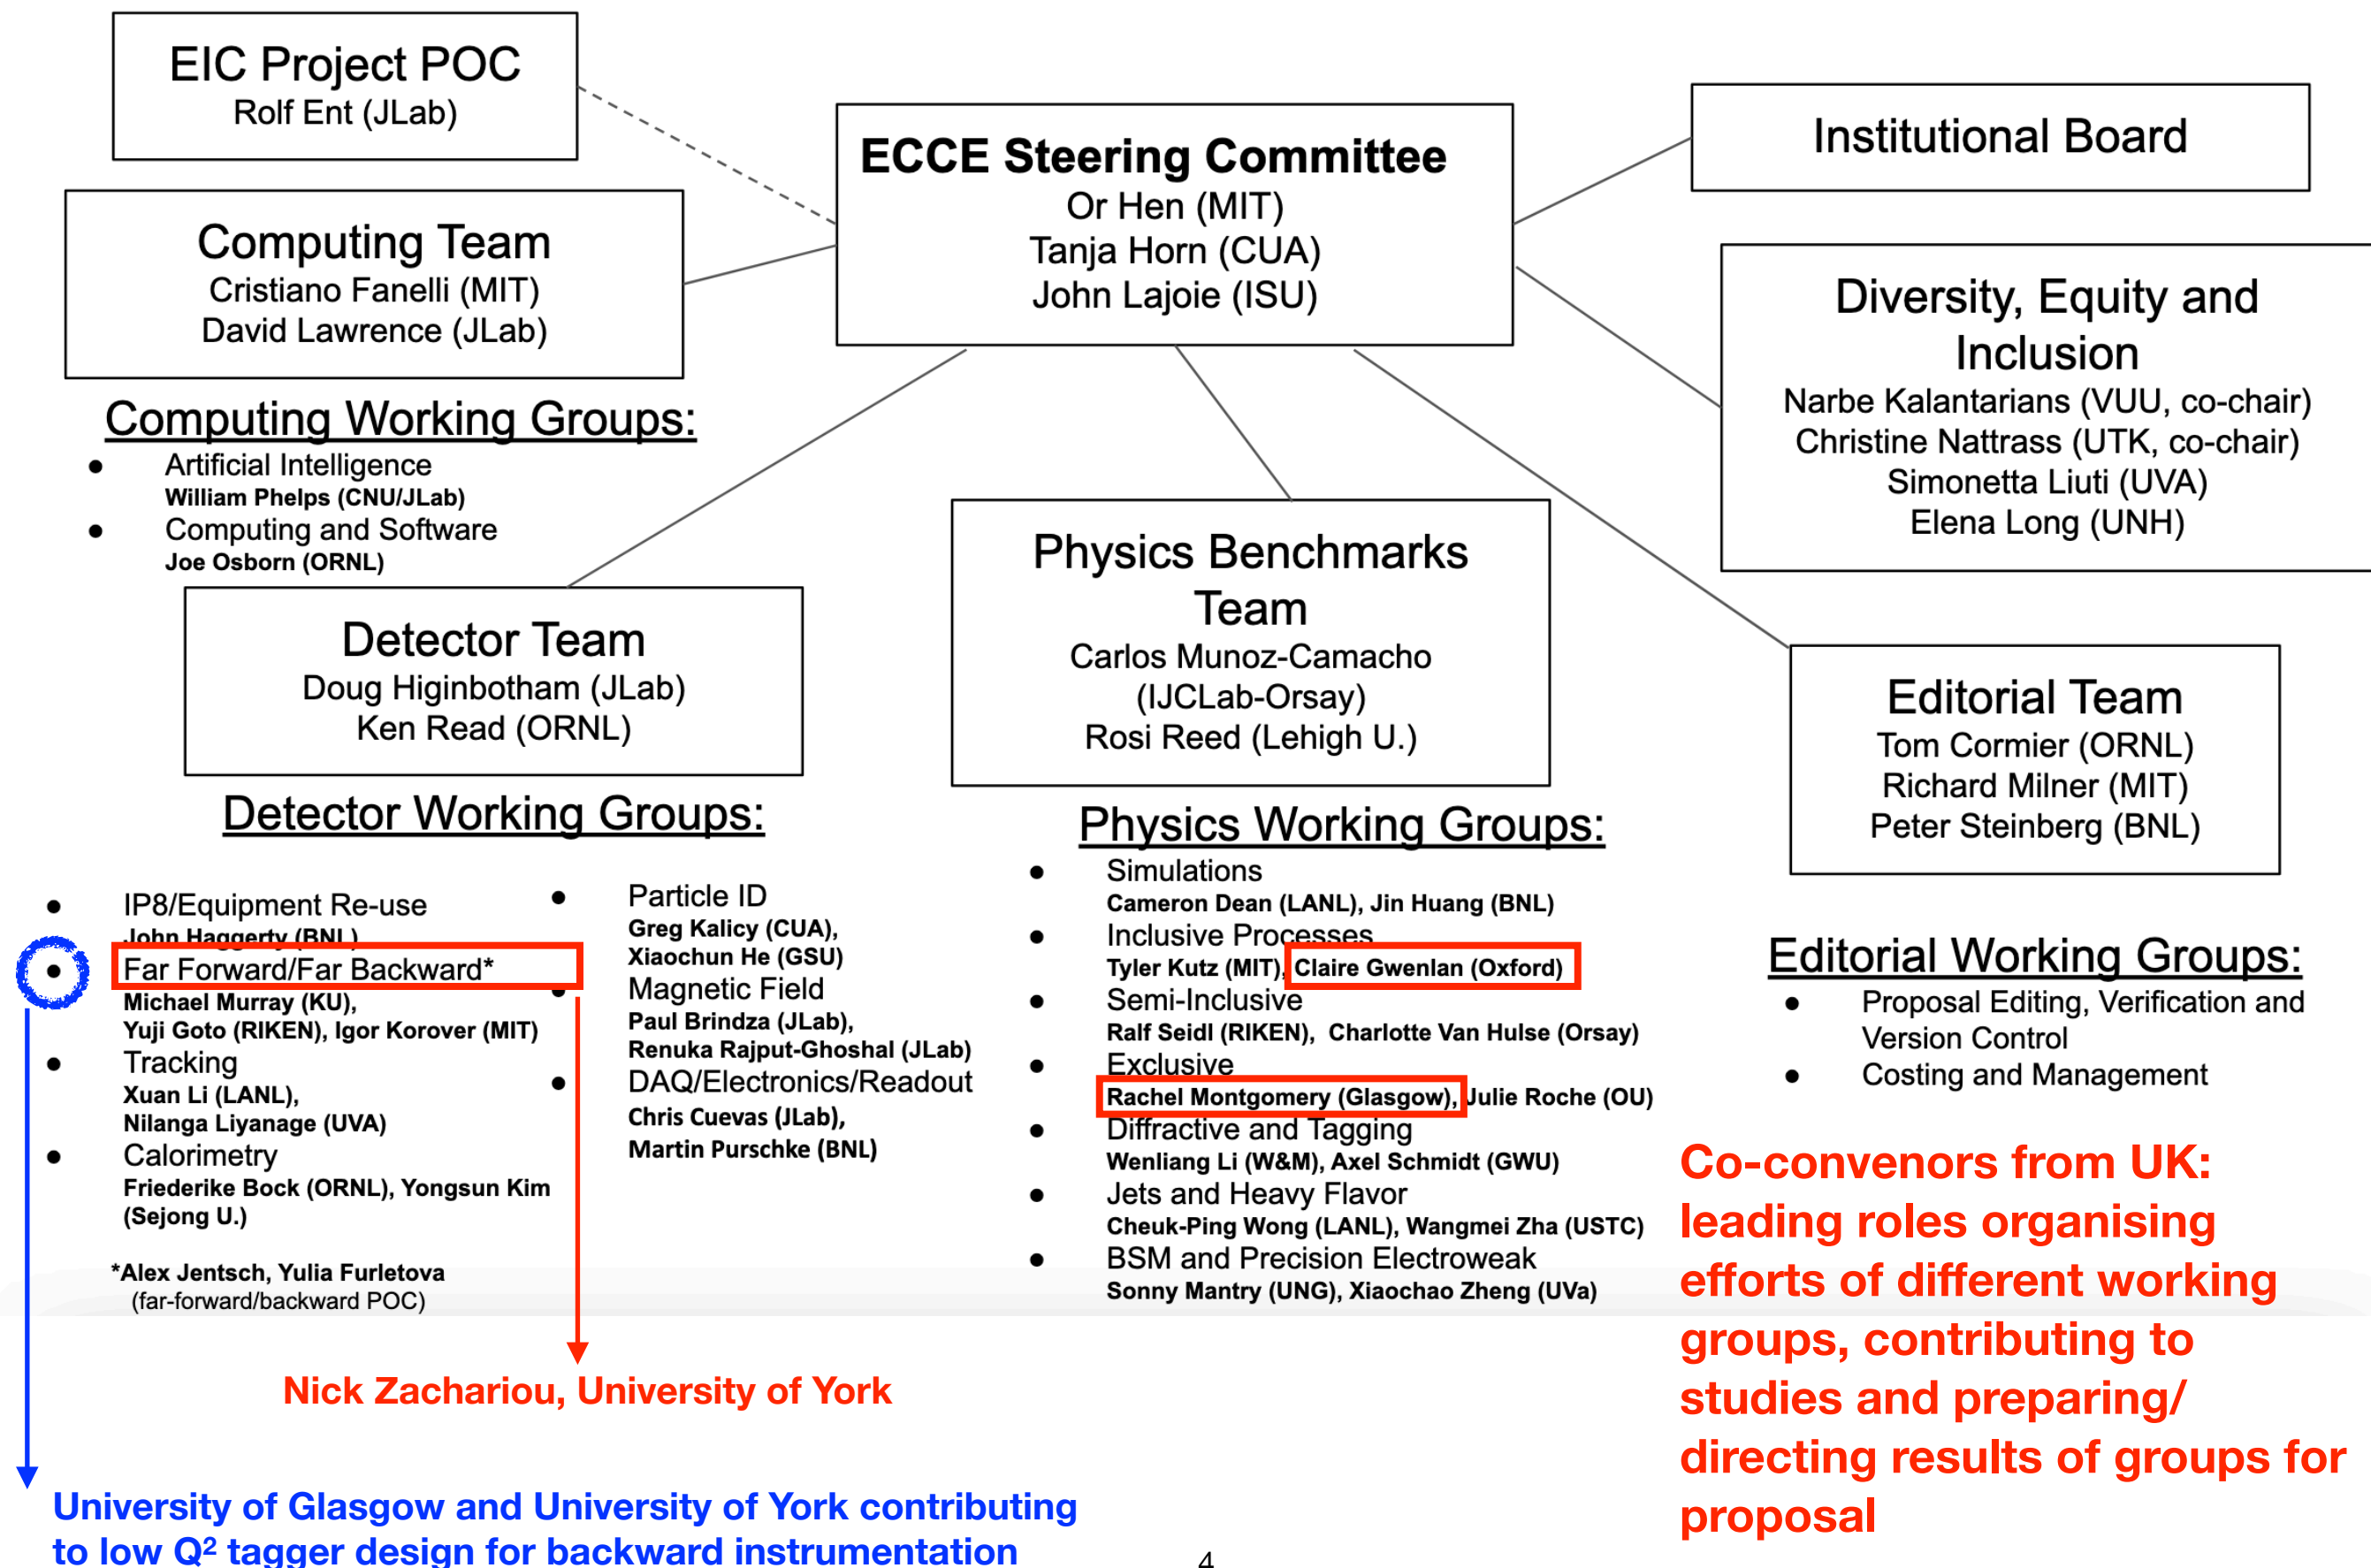 EIC Project POC
Rolf Ent (JLab)
Computing Team
Cristiano Fanelli (MIT)
David Lawrence (JLab)
ECCE Steering Committee
Or Hen (MIT)
Tanja Horn (CUA)
John Lajoie (ISU)
Institutional Board
Diversity, Equity and
Inclusion
Narbe Kalantarians (VUU, co-chair)
Christine Nattrass (UTK, co-chair)
Simonetta Liuti (UVA)
Elena Long (UNH)
Computing Working Groups:
● Artificial Intelligence
William Phelps (CNU/JLab)
● Computing and Software
Joe Osborn (ORNL)
Detector Team
Doug Higinbotham (JLab)
Ken Read (ORNL)
Physics Benchmarks
Team
Carlos Munoz-Camacho
(IJCLab-Orsay)
Rosi Reed (Lehigh U.)
Editorial Team
Tom Cormier (ORNL)
Richard Milner (MIT)
Peter Steinberg (BNL)
Detector Working Groups:
● IP8/Equipment Re-use
John Haggerty (BNL)
● Far Forward/Far Backward*
Michael Murray (KU),
Yuji Goto (RIKEN), Igor Korover (MIT)
● Tracking
Xuan Li (LANL),
Nilanga Liyanage (UVA)
● Calorimetry
Friederike Bock (ORNL), Yongsun Kim
(Sejong U.)
*Alex Jentsch, Yulia Furletova
(far-forward/backward POC)
● Particle ID
Greg Kalicy (CUA),
Xiaochun He (GSU)
● Magnetic Field
Paul Brindza (JLab),
Renuka Rajput-Ghoshal (JLab)
● DAQ/Electronics/Readout
Chris Cuevas (JLab),
Martin Purschke (BNL)
Physics Working Groups:
● Simulations
Cameron Dean (LANL), Jin Huang (BNL)
● Inclusive Processes
Tyler Kutz (MIT), Claire Gwenlan (Oxford)
● Semi-Inclusive
Ralf Seidl (RIKEN), Charlotte Van Hulse (Orsay)
● Exclusive
Rachel Montgomery (Glasgow), Julie Roche (OU)
● Diffractive and Tagging
Wenliang Li (W&M), Axel Schmidt (GWU)
● Jets and Heavy Flavor
Cheuk-Ping Wong (LANL), Wangmei Zha (USTC)
● BSM and Precision Electroweak
Sonny Mantry (UNG), Xiaochao Zheng (UVa)
Editorial Working Groups:
● Proposal Editing, Verification and
Version Control
● Costing and Management
Co-convenors from UK:
leading roles organising
efforts of different working
groups, contributing to
studies and preparing/
directing results of groups for
proposal
Nick Zachariou, University of York
University of Glasgow and University of York contributing
to low Q² tagger design for backward instrumentation
4